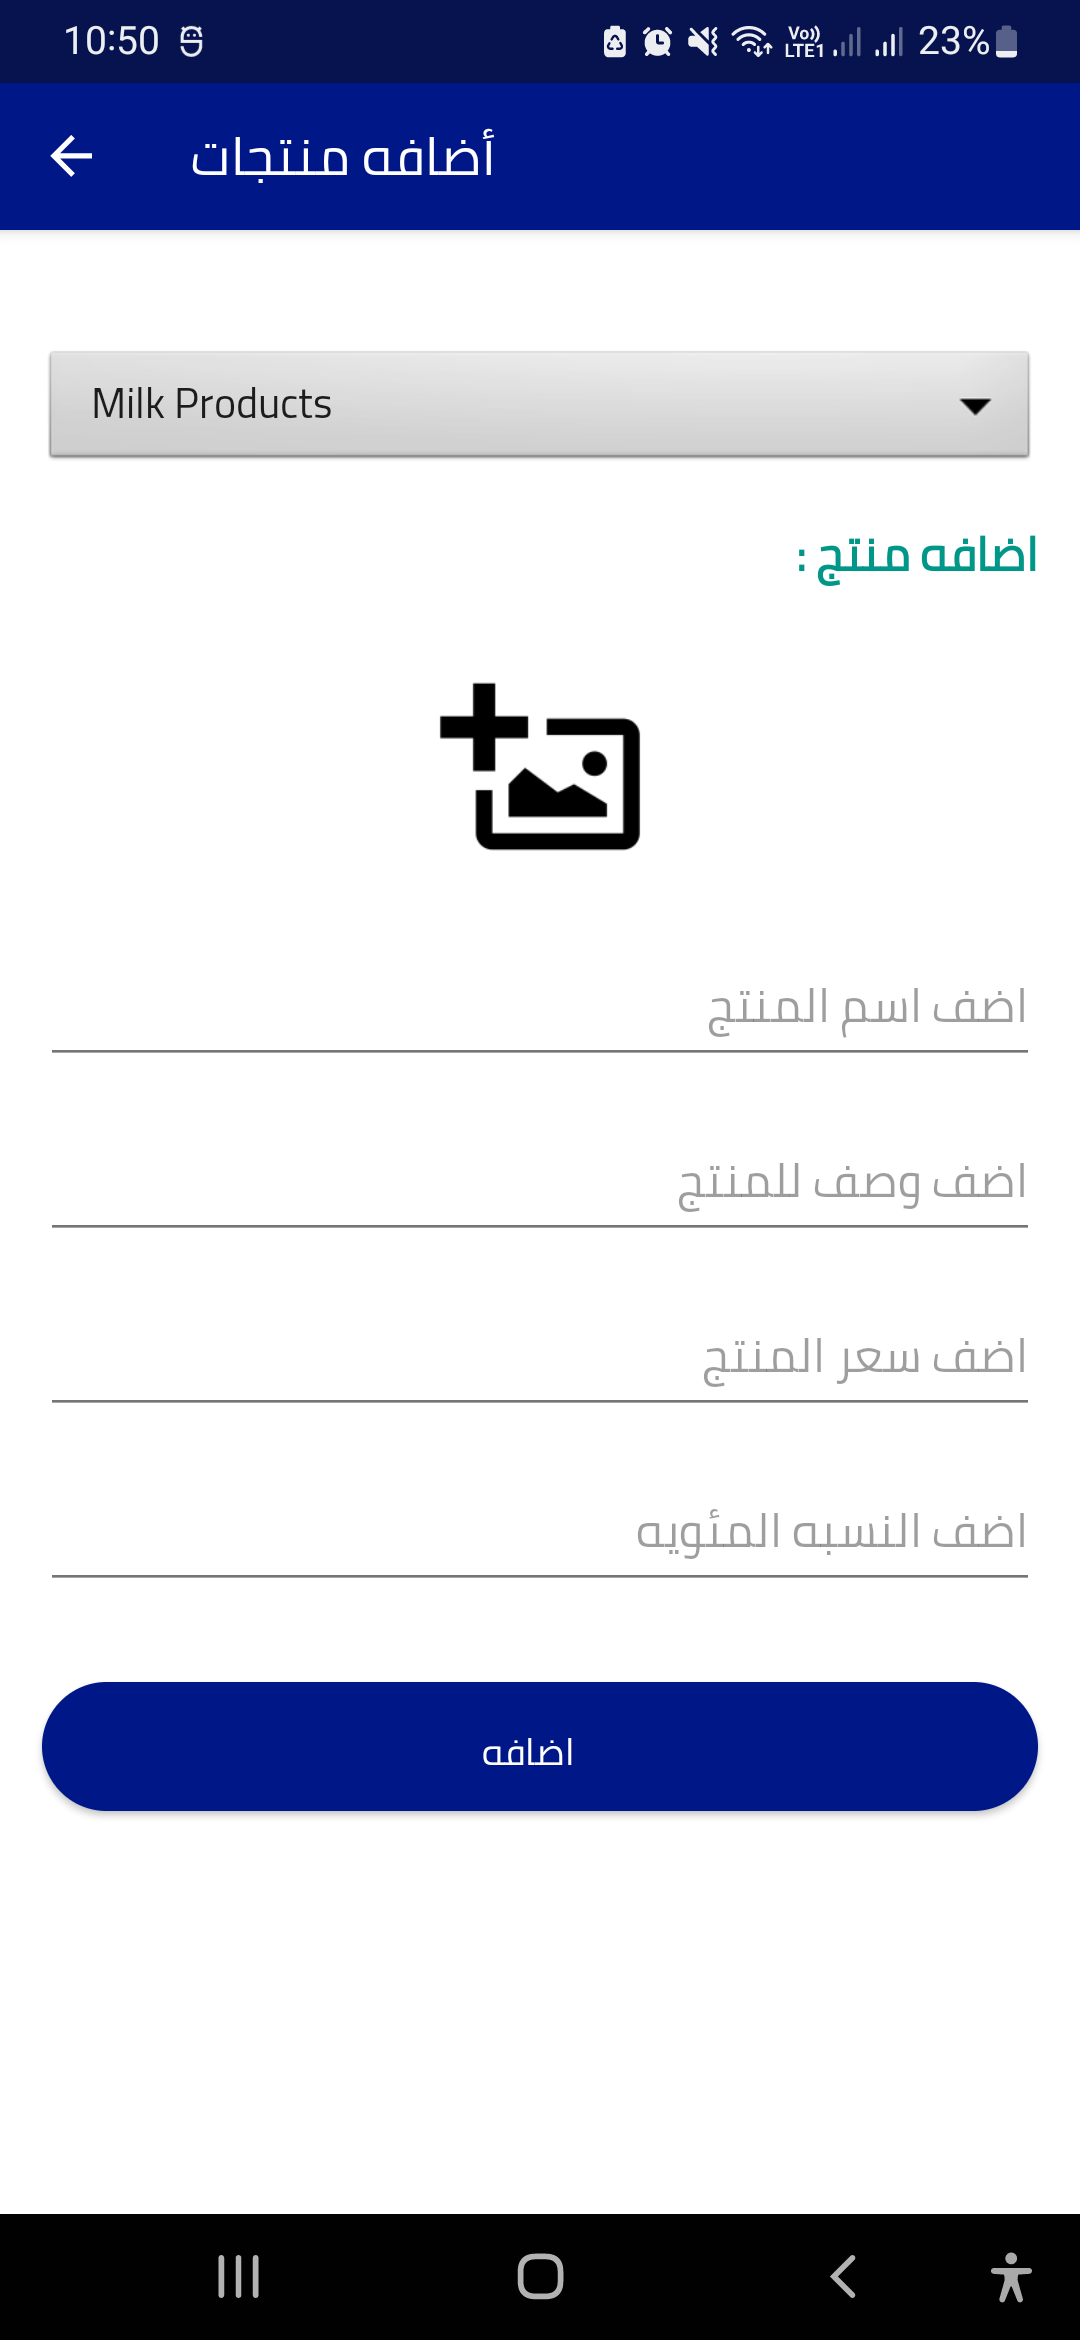 10:50 Vo)) LTE1 23%
أضافه منتجات
Milk Products
اضافه منتج :
اضف اسم المنتج
اضف وصف للمنتج
اضف سعر المنتج
اضف النسبه المئويه
اضافه